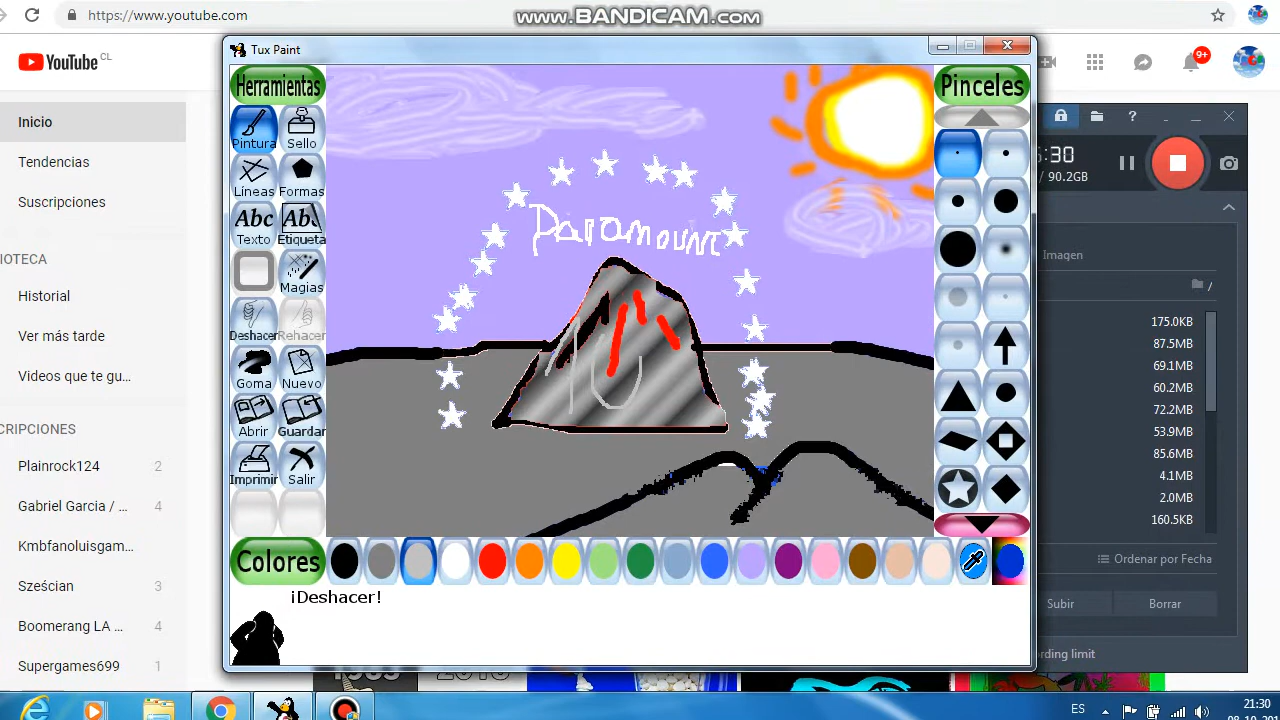 https://www.youtube.com
www.BANDICAM.com
YouTube CL
9+
Tux Paint
Herramientas
Pinceles
Inicio
Tendencias
Suscripciones
IOTECA
Historial
Ver más tarde
Videos que te gu...
CRIPCIONES
Plainrock124 2
Gabriel Garcia / ... 4
Kmbfanoluisgam...
Sześcian 4
Boomerang LA ... 4
Supergames699 1
Pintura Sello
Líneas Formas
Abc Abc
Texto Etiqueta
Magias
Deshacer Rehacer
Goma Nuevo
Abrir Guardar
Imprimir Salir
Paramount
:30
/ 90.2GB
Imagen
/
175.0KB
87.5MB
69.1MB
60.2MB
72.2MB
53.9MB
85.6MB
4.1MB
2.0MB
160.5KB
Ordenar por Fecha
Subir Borrar
rding limit
Colores
¡Deshacer!
ES
21:30